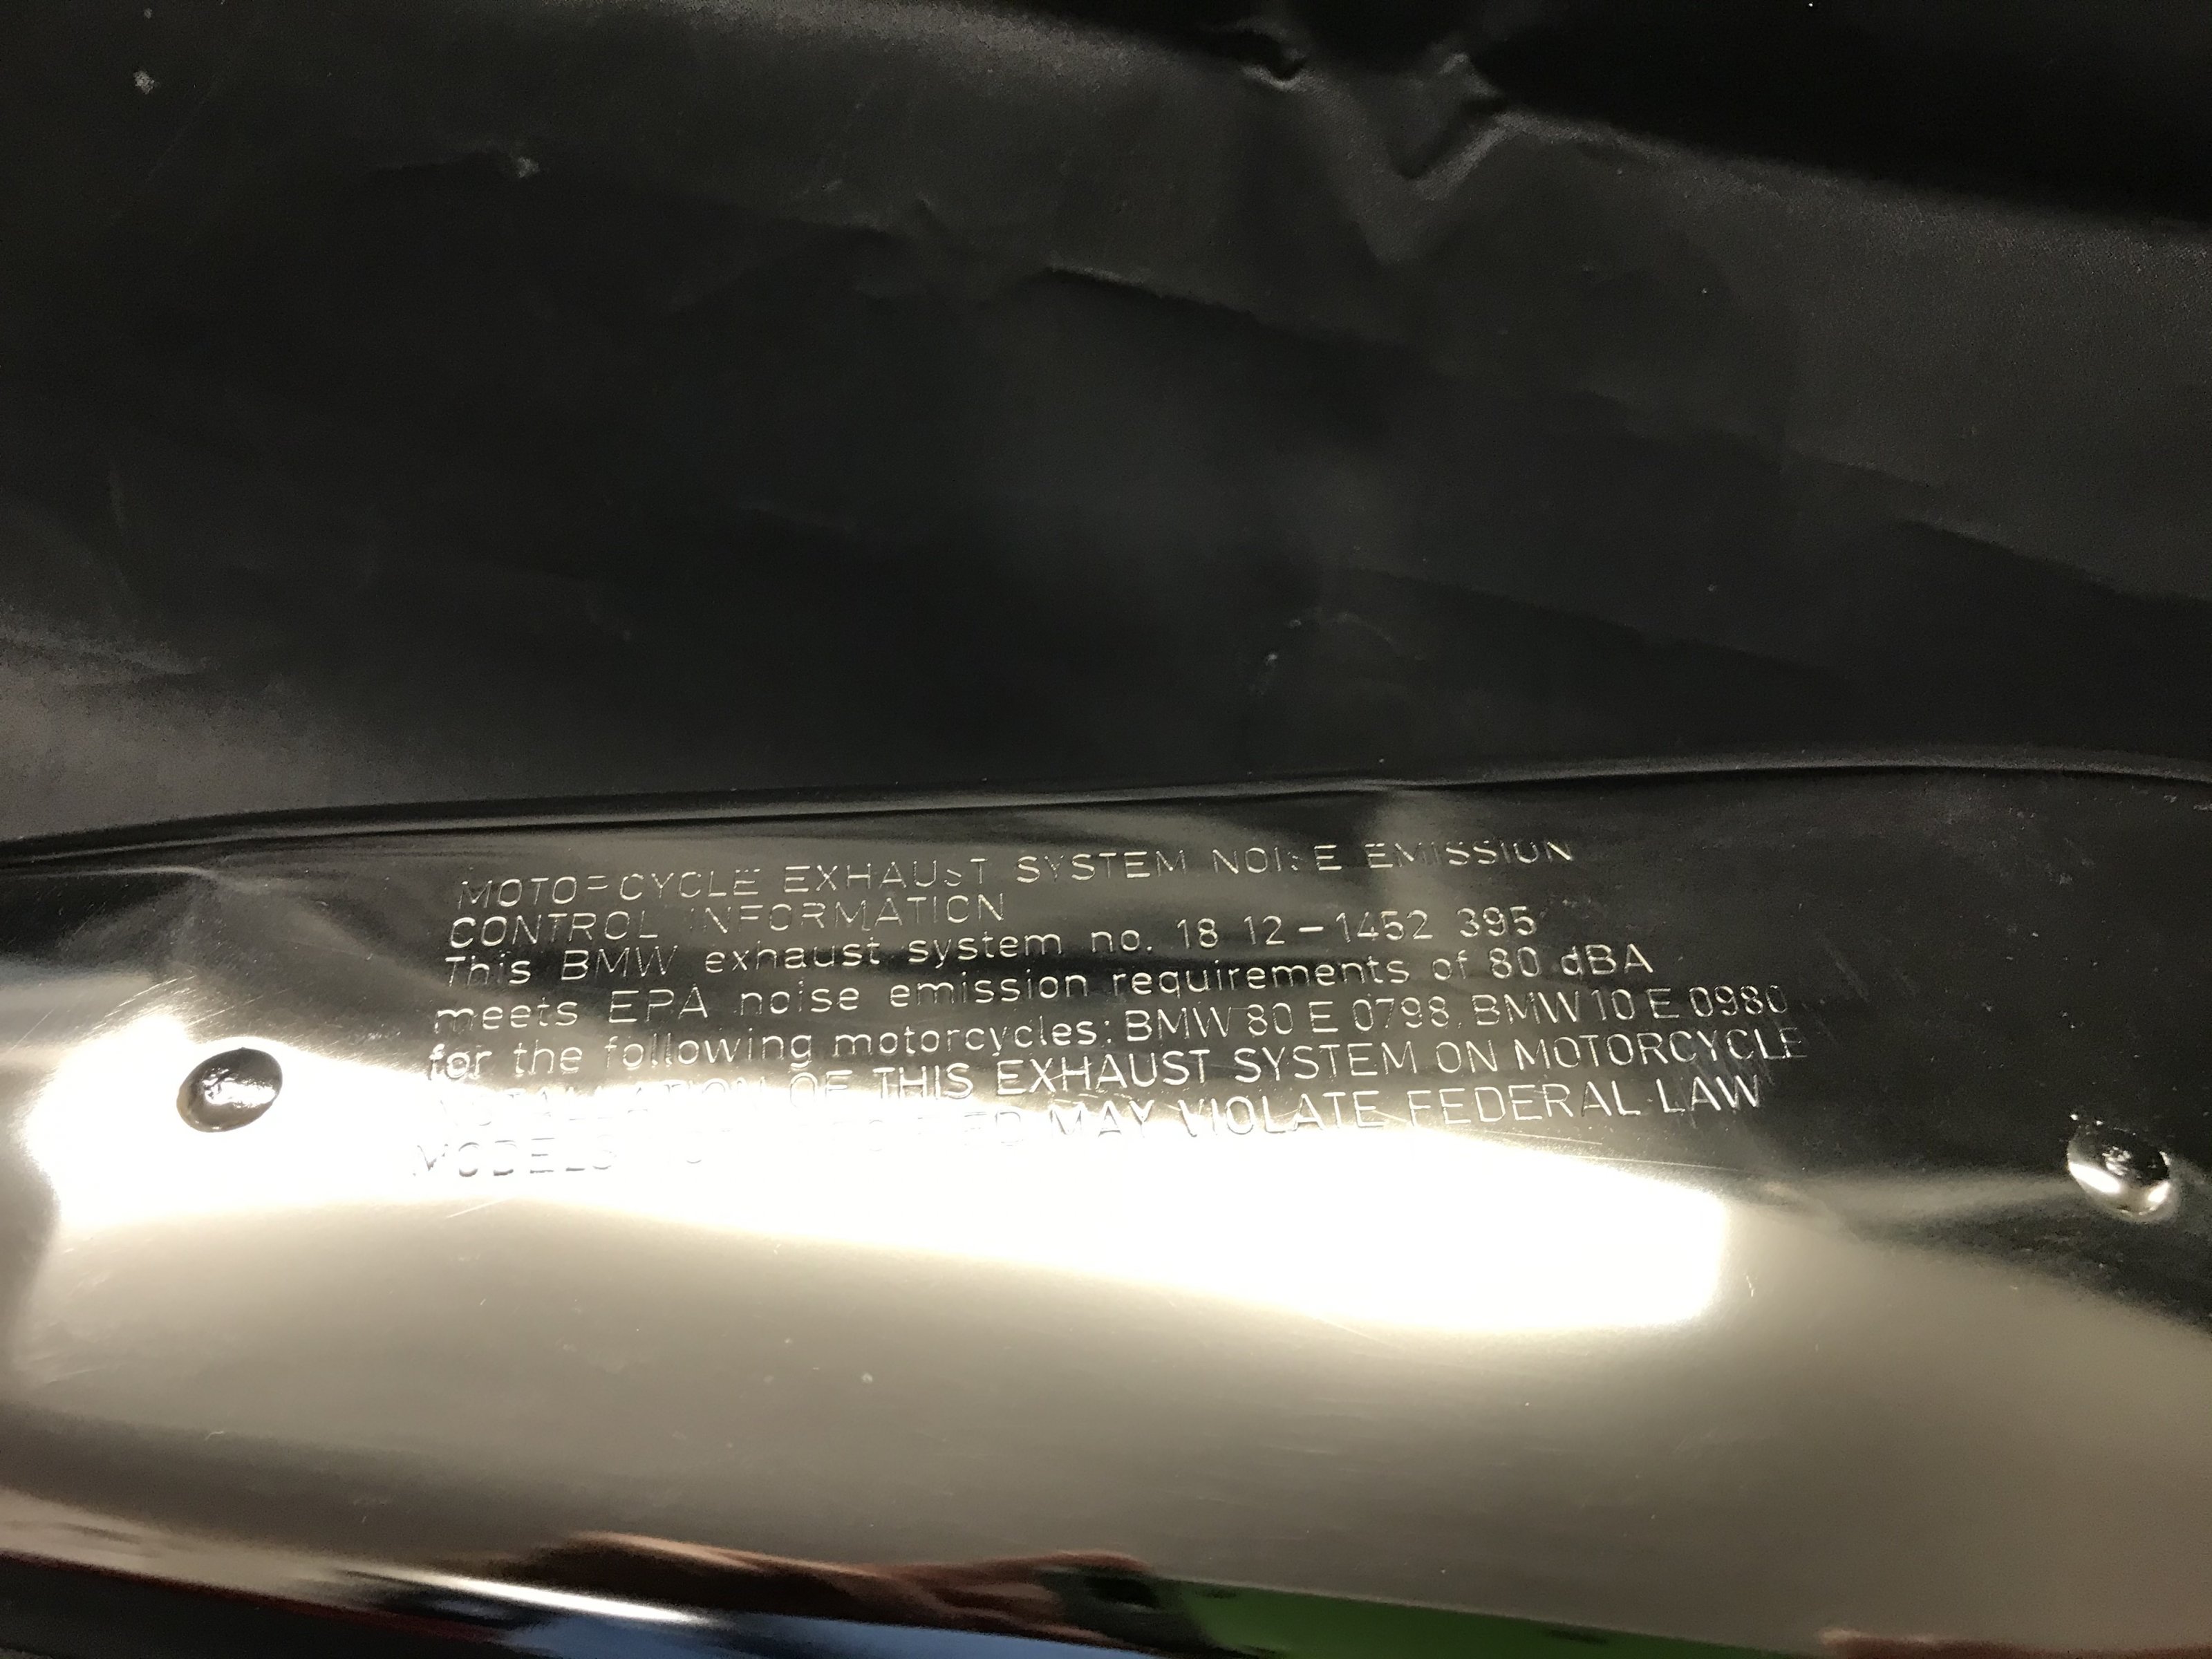 MOTORCYCLE EXHAUST SYSTEM NOISE EMISSION
CONTROL INFORMATION
This BMW exhaust system no. 18 12-1452 395
meets EPA noise emission requirements of 80 dBA
for the following motorcycles: BMW 80 E 0798, BMW 10 E 0980
INSTALLATION OF THIS EXHAUST SYSTEM ON MOTORCYCLE
MODELS MAY VIOLATE FEDERAL LAW